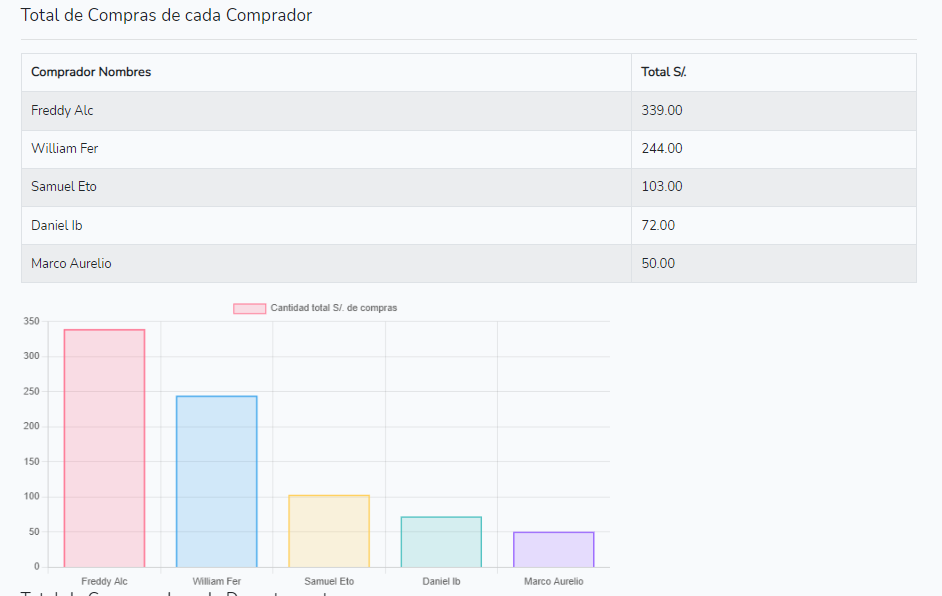 Total de Compras de cada Comprador
Comprador Nombres Total S/.
Freddy Alc 339.00
William Fer 244.00
Samuel Eto 103.00
Daniel Ib 72.00
Marco Aurelio 50.00
Cantidad total S/. de compras
350
300
250
200
150
100
50
0
Freddy Alc William Fer Samuel Eto Daniel Ib Marco Aurelio